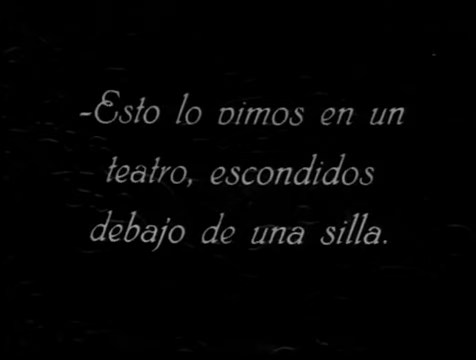 -Esto lo vimos en un
teatro, escondidos
debajo de una silla.